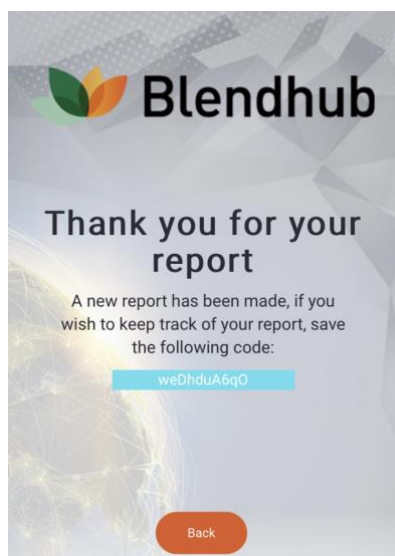 Blendhub
Thank you for your
report
A new report has been made, if you
wish to keep track of your report, save
the following code:
weDhduA6qO
Back